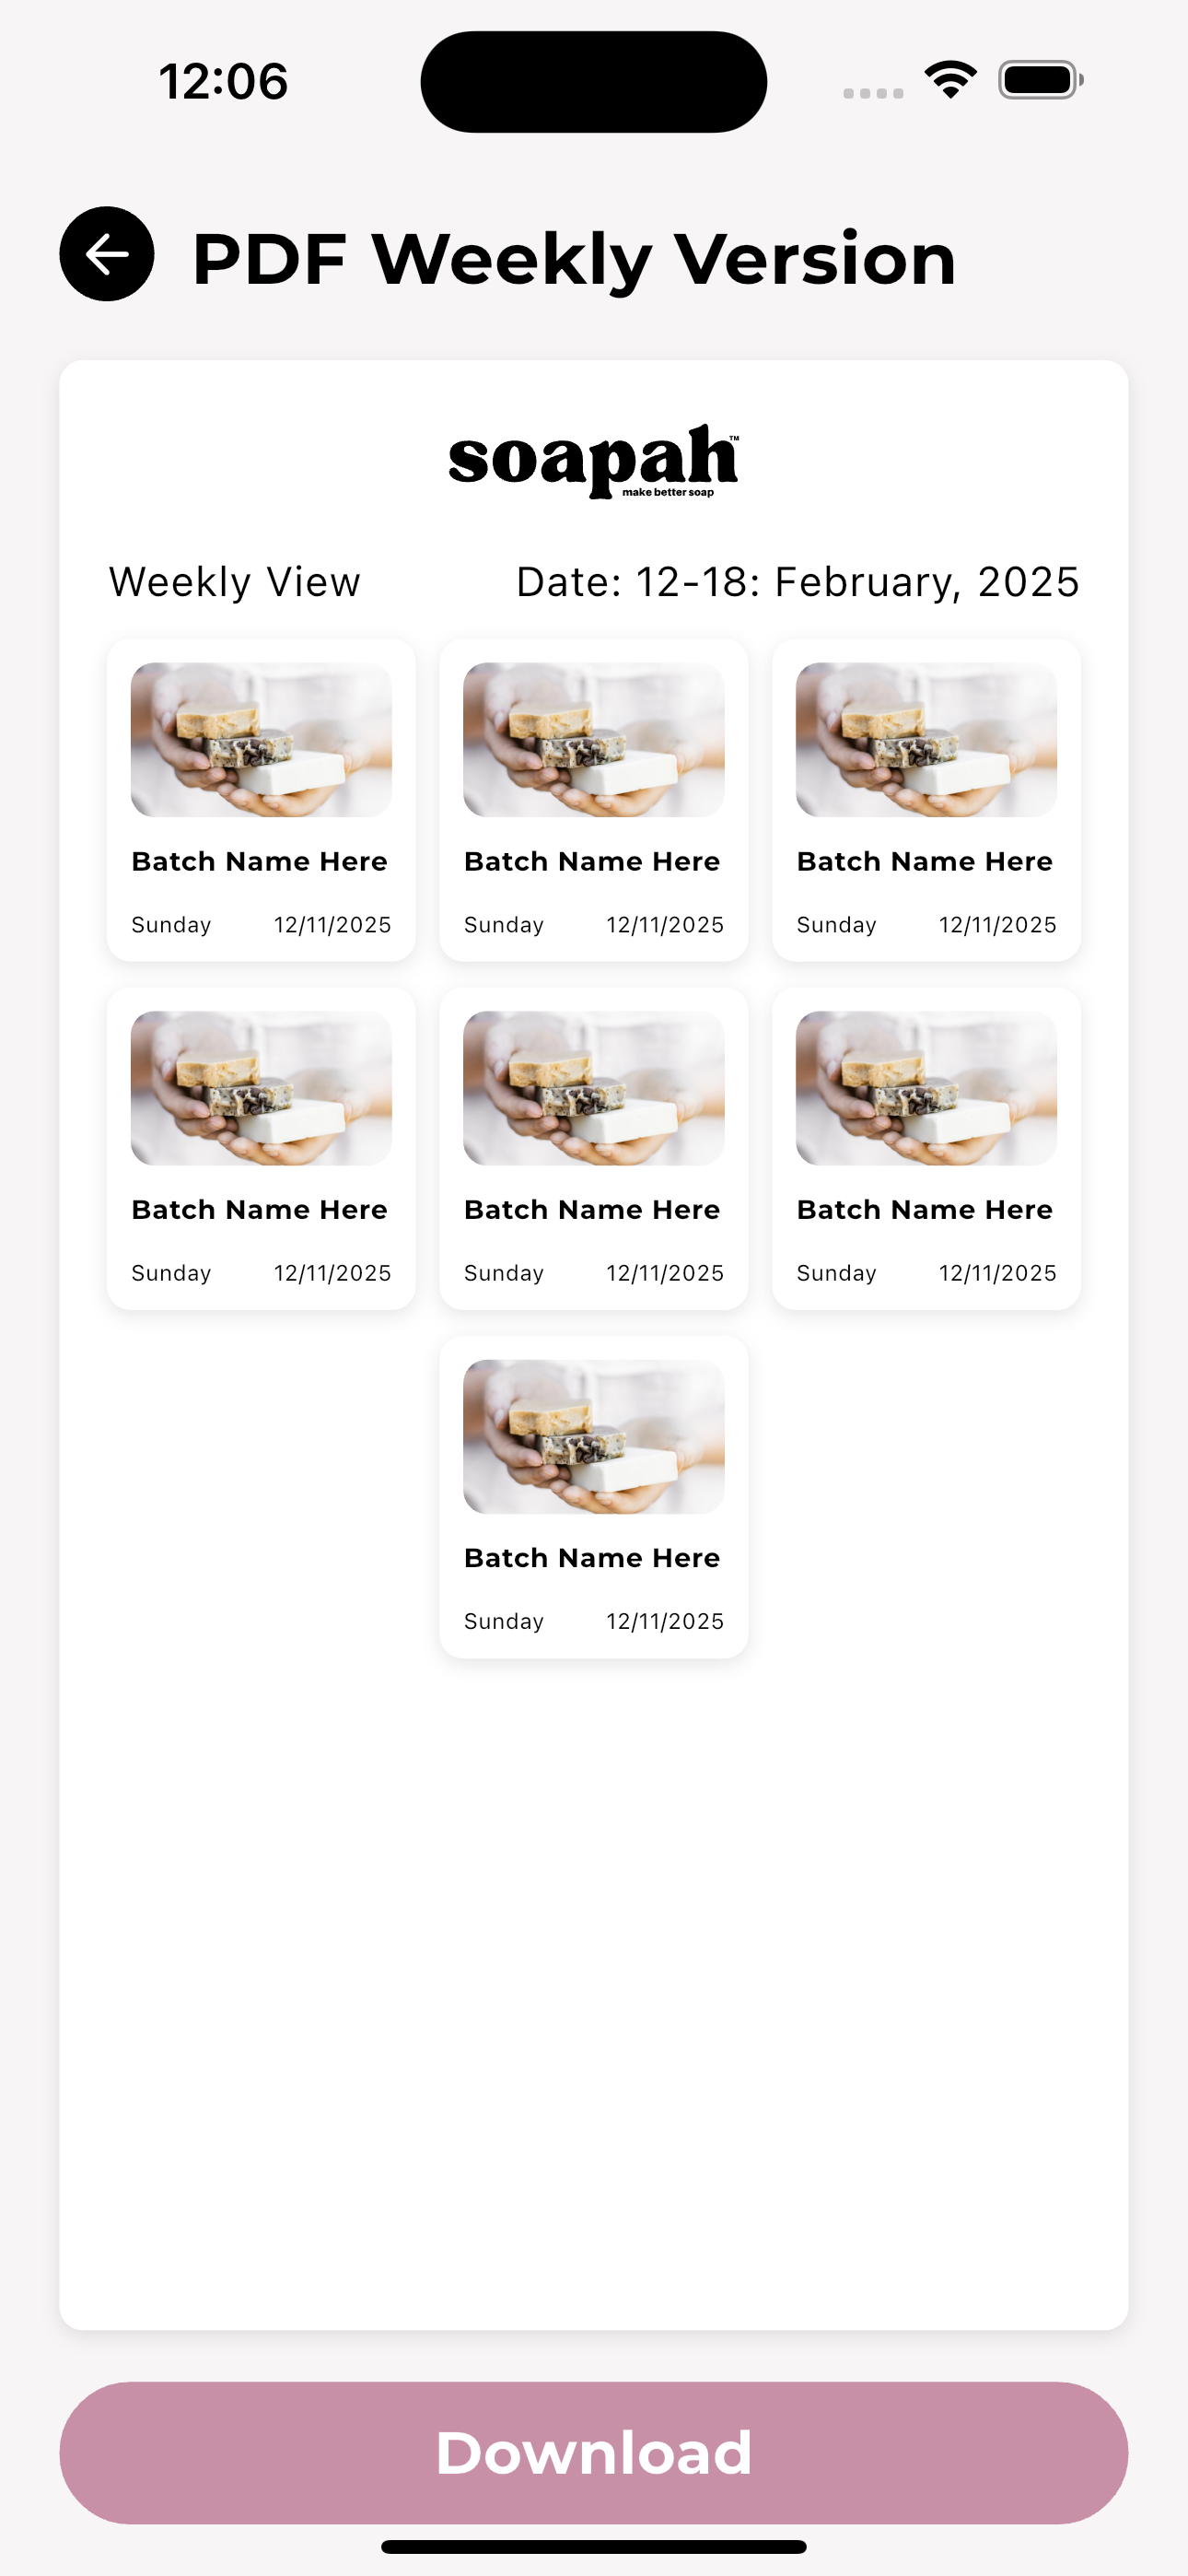 12:06
PDF Weekly Version
soapah™
make better soap
Weekly View Date: 12-18: February, 2025
Batch Name Here Batch Name Here Batch Name Here
Sunday 12/11/2025 Sunday 12/11/2025 Sunday 12/11/2025
Batch Name Here Batch Name Here Batch Name Here
Sunday 12/11/2025 Sunday 12/11/2025 Sunday 12/11/2025
Batch Name Here
Sunday 12/11/2025
Download